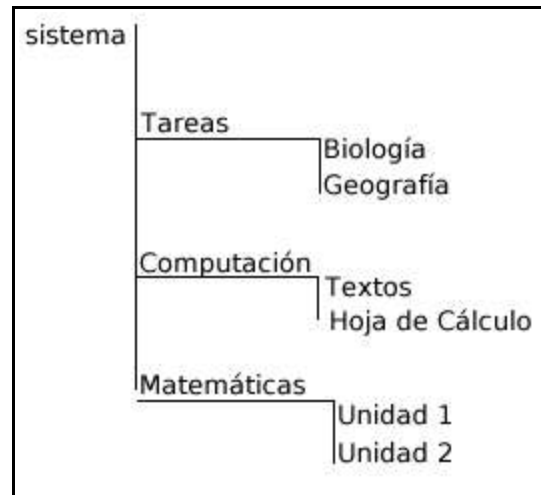 sistema
Tareas
Biología
Geografía
Computación
Textos
Hoja de Cálculo
Matemáticas
Unidad 1
Unidad 2